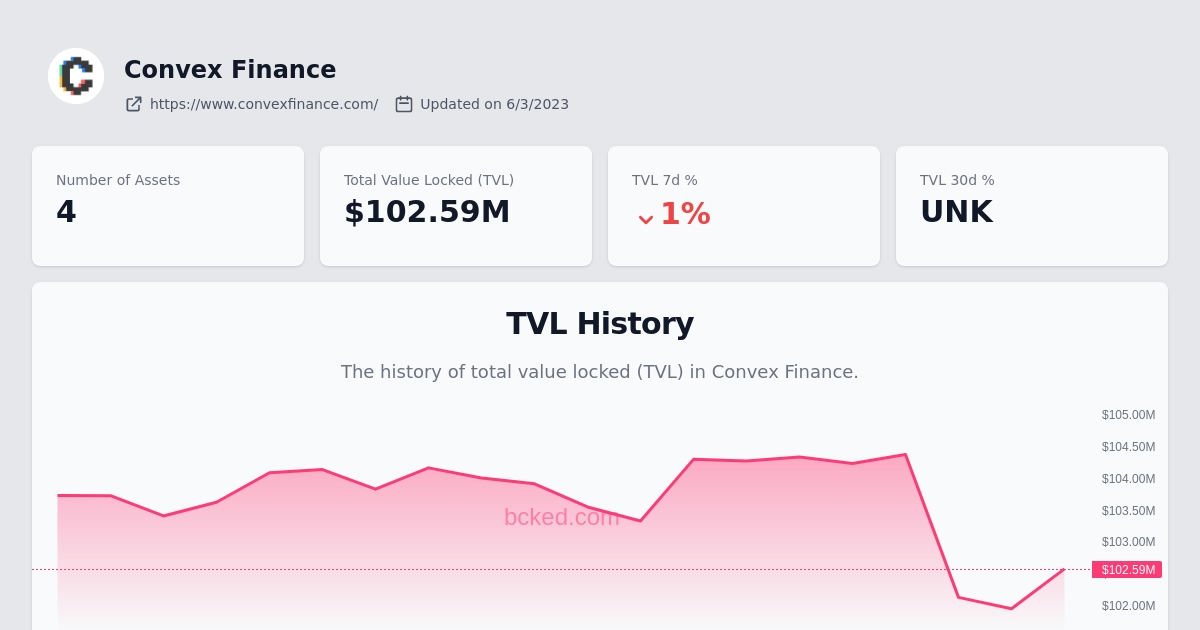 Convex Finance
https://www.convexfinance.com/ Updated on 6/3/2023
Number of Assets
4
Total Value Locked (TVL)
$102.59M
TVL 7d %
1%
TVL 30d %
UNK
TVL History
The history of total value locked (TVL) in Convex Finance.
$105.00M
$104.50M
$104.00M
$103.50M
bcked.com
$103.00M
$102.59M
$102.00M